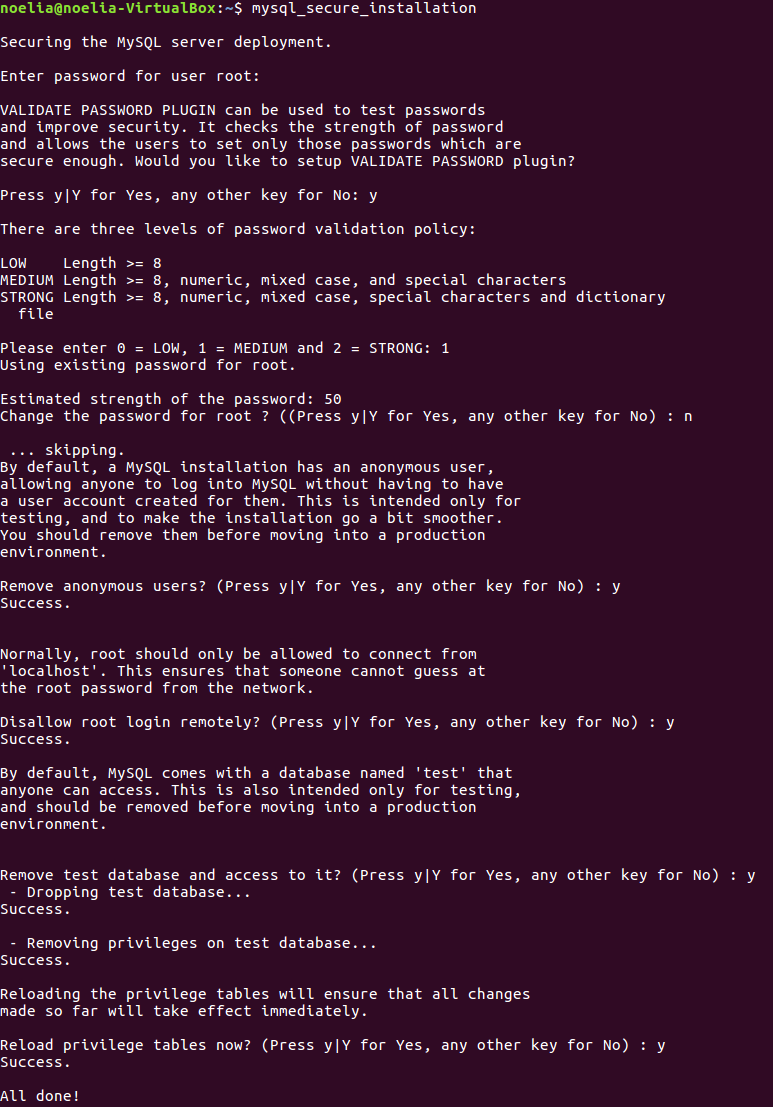 noelia@noelia-VirtualBox:~$ mysql_secure_installation
Securing the MySQL server deployment.
Enter password for user root:
VALIDATE PASSWORD PLUGIN can be used to test passwords
and improve security. It checks the strength of password
and allows the users to set only those passwords which are
secure enough. Would you like to setup VALIDATE PASSWORD plugin?
Press y|Y for Yes, any other key for No: y
There are three levels of password validation policy:
LOW    Length >= 8
MEDIUM Length >= 8, numeric, mixed case, and special characters
STRONG Length >= 8, numeric, mixed case, special characters and dictionary
  file
Please enter 0 = LOW, 1 = MEDIUM and 2 = STRONG: 1
Using existing password for root.
Estimated strength of the password: 50
Change the password for root ? ((Press y|Y for Yes, any other key for No) : n
 ... skipping.
By default, a MySQL installation has an anonymous user,
allowing anyone to log into MySQL without having to have
a user account created for them. This is intended only for
testing, and to make the installation go a bit smoother.
You should remove them before moving into a production
environment.
Remove anonymous users? (Press y|Y for Yes, any other key for No) : y
Success.
Normally, root should only be allowed to connect from
'localhost'. This ensures that someone cannot guess at
the root password from the network.
Disallow root login remotely? (Press y|Y for Yes, any other key for No) : y
Success.
By default, MySQL comes with a database named 'test' that
anyone can access. This is also intended only for testing,
and should be removed before moving into a production
environment.
Remove test database and access to it? (Press y|Y for Yes, any other key for No) : y
 - Dropping test database...
Success.
 - Removing privileges on test database...
Success.
Reloading the privilege tables will ensure that all changes
made so far will take effect immediately.
Reload privilege tables now? (Press y|Y for Yes, any other key for No) : y
Success.
All done!